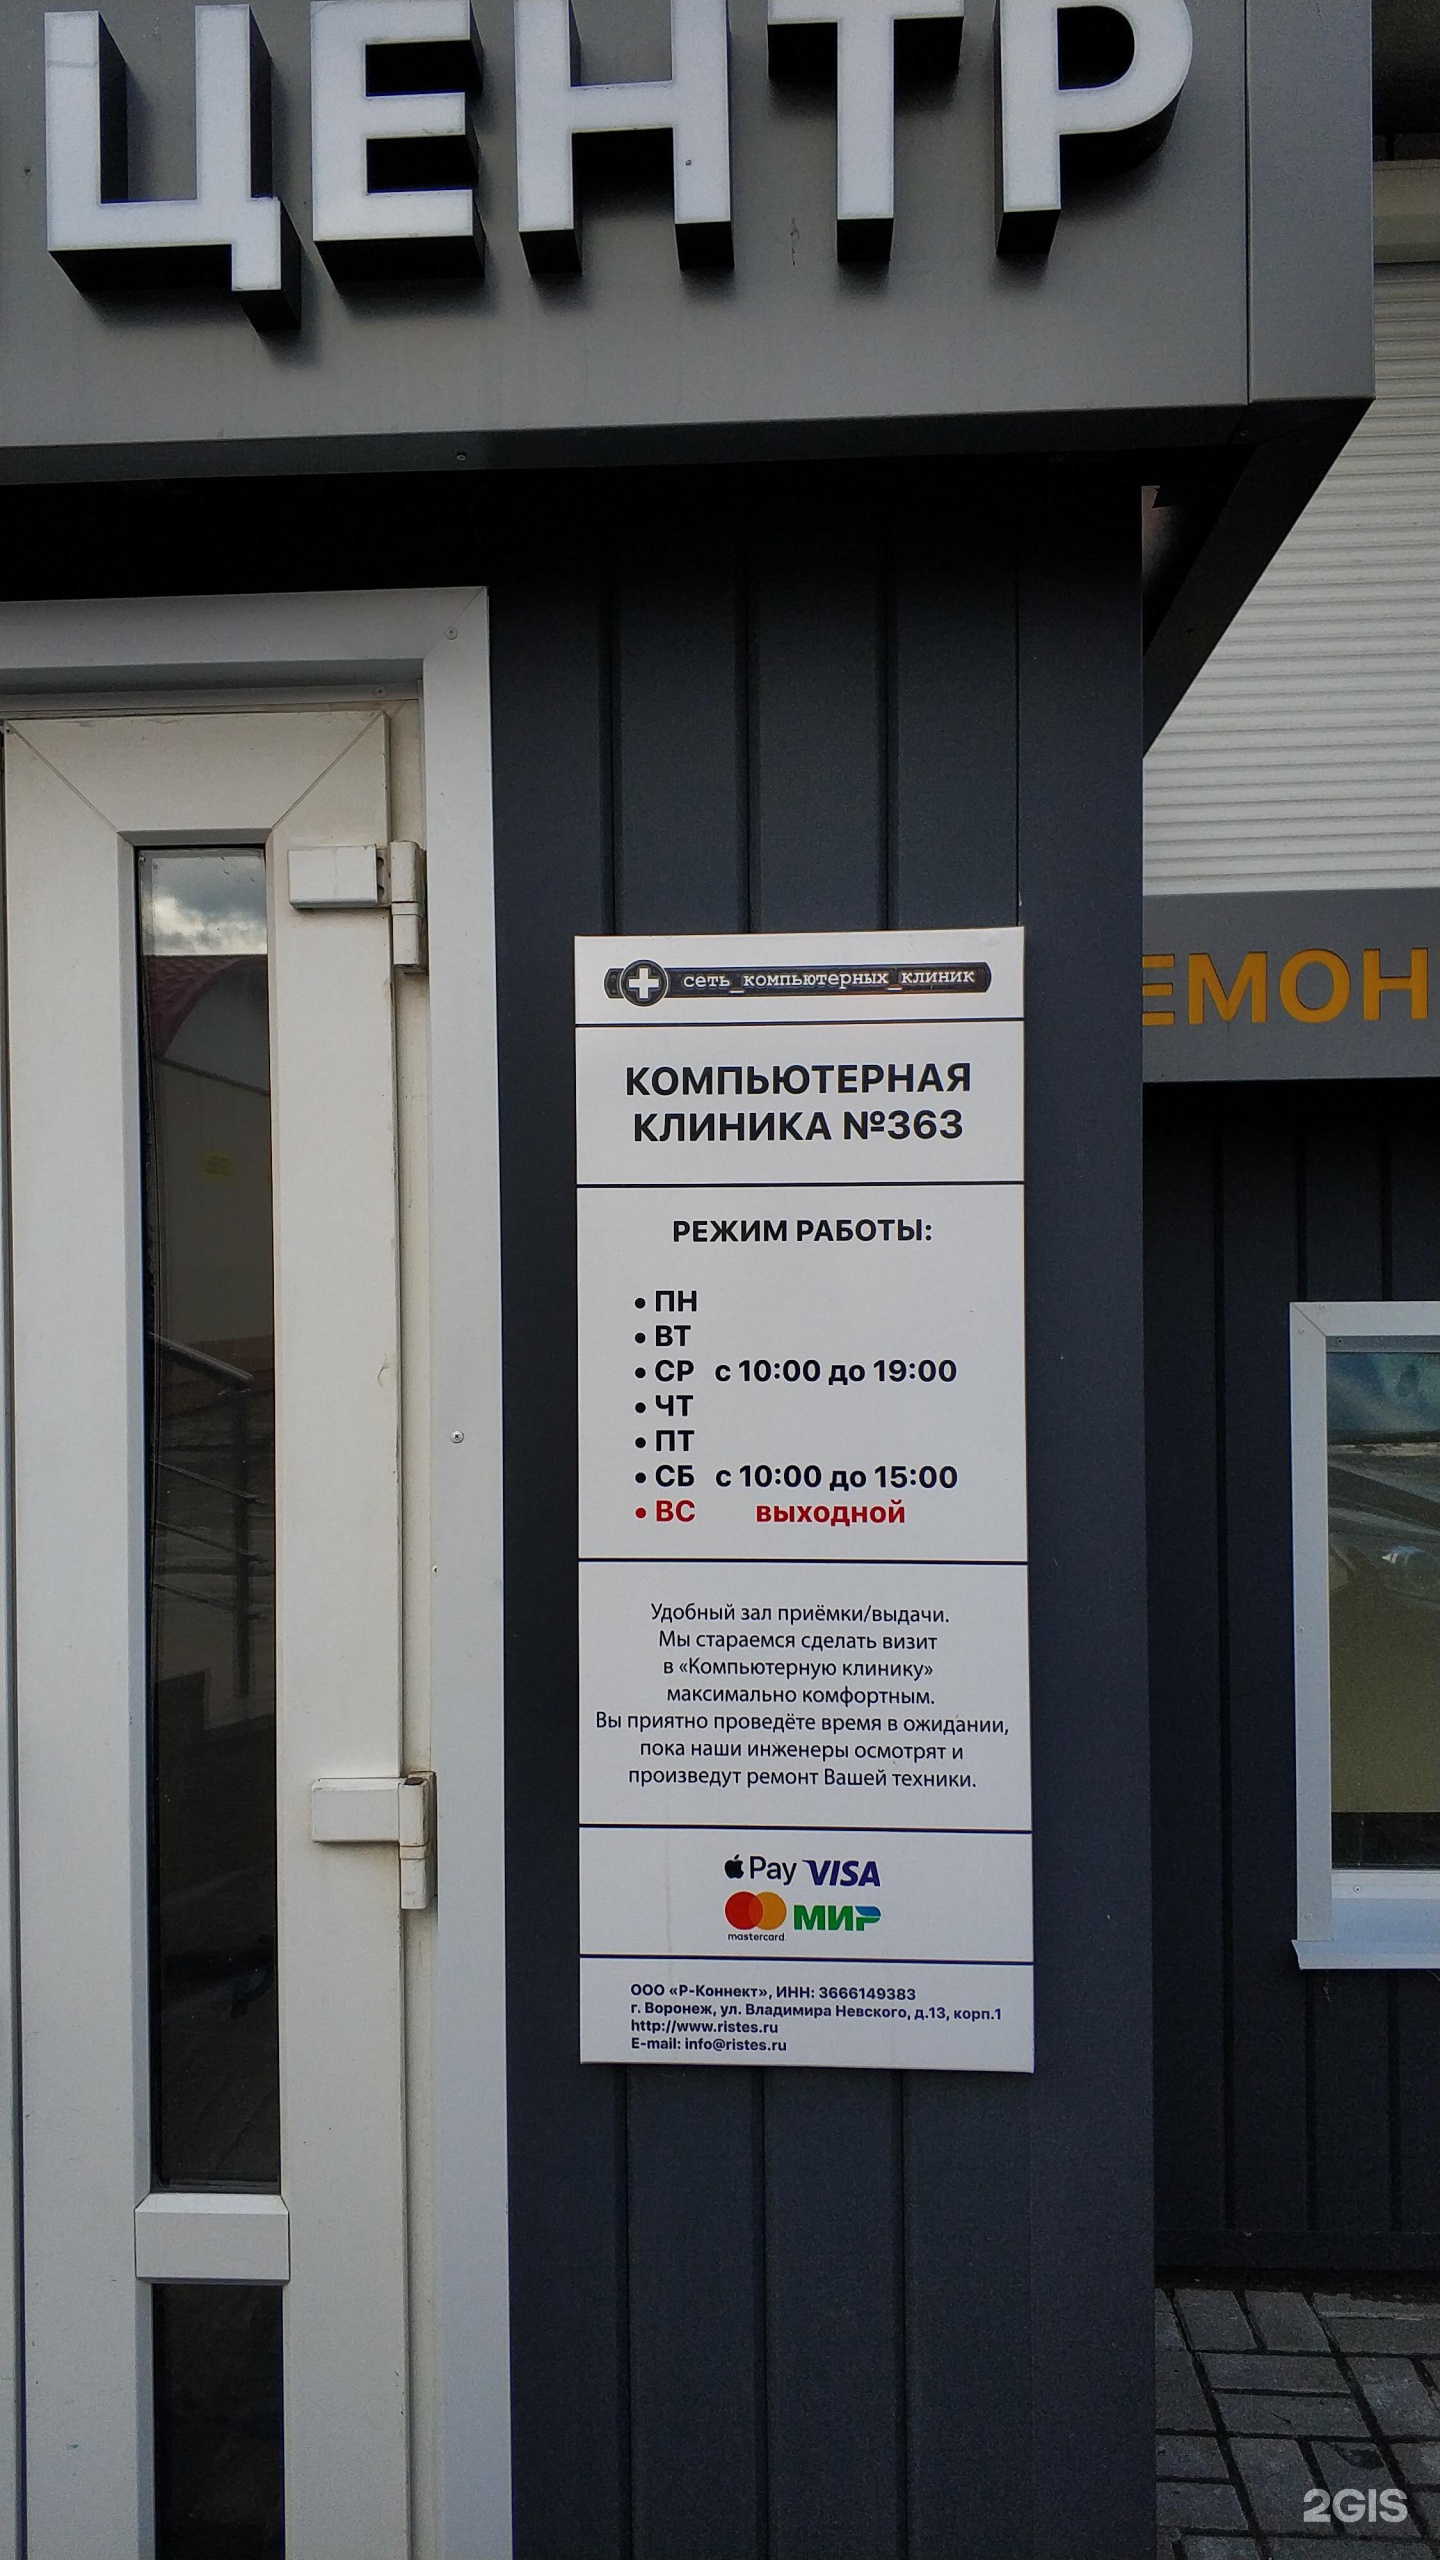 ЦЕНТР
сеть_компьютерных_клиник
КОМПЬЮТЕРНАЯ
КЛИНИКА №363
ЕМОН
РЕЖИМ РАБОТЫ:
• ПН
• ВТ
• СР с 10:00 до 19:00
• ЧТ
• ПТ
• СБ с 10:00 до 15:00
• ВС выходной
Удобный зал приёмки/выдачи.
Мы стараемся сделать визит
в «Компьютерную клинику»
максимально комфортным.
Вы приятно проведёте время в ожидании,
пока наши инженеры осмотрят и
произведут ремонт Вашей техники.
Pay VISA
mastercard МИР
ООО «Р-Коннект», ИНН: 3666149383
г. Воронеж, ул. Владимира Невского, д.13, корп.1
http://www.ristes.ru
E-mail: info@ristes.ru
2GIS